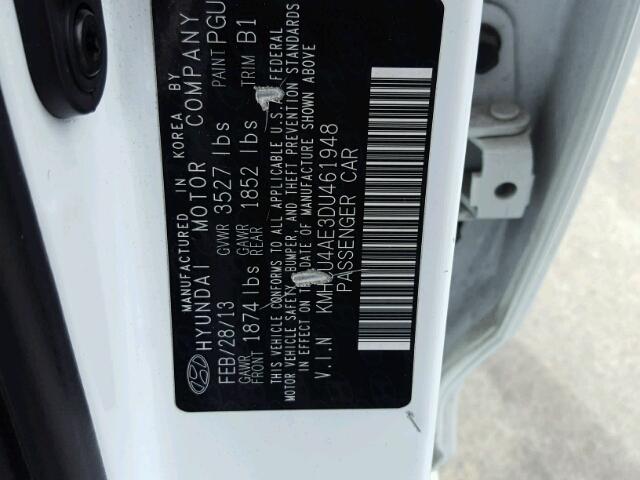 MANUFACTURED IN KOREA BY
HYUNDAI MOTOR COMPANY
FEB/28/13 GVWR 3527 lbs PAINT PGU
GAWR FRONT 1874 lbs GAWR REAR 1852 lbs TRIM B1
THIS VEHICLE CONFORMS TO ALL APPLICABLE U.S.A. FEDERAL
MOTOR VEHICLE SAFETY, BUMPER, AND THEFT PREVENTION STANDARDS
IN EFFECT ON THE DATE OF MANUFACTURE SHOWN ABOVE
V.I.N
PASSENGER CAR